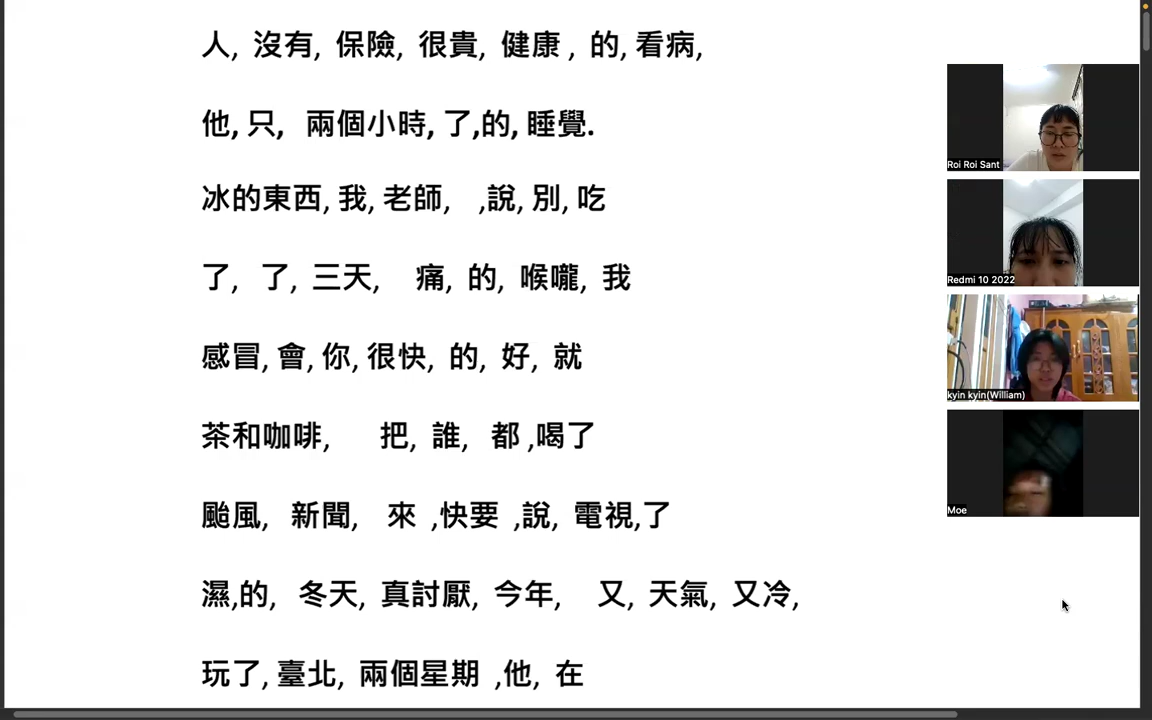 人, 沒有, 保險, 很貴, 健康 , 的, 看病,
他, 只, 兩個小時, 了,的, 睡覺.
冰的東西, 我, 老師, ,說, 別, 吃
了, 了, 三天, 痛, 的, 喉嚨, 我
感冒, 會, 你, 很快, 的, 好, 就
茶和咖啡, 把, 誰, 都 ,喝了
颱風, 新聞, 來 ,快要 ,說, 電視,了
濕,的, 冬天, 真討厭, 今年, 又, 天氣, 又冷,
玩了, 臺北, 兩個星期 ,他, 在
Roi Roi Sant
Redmi 10 2022
kyin kyin(William)
Moe